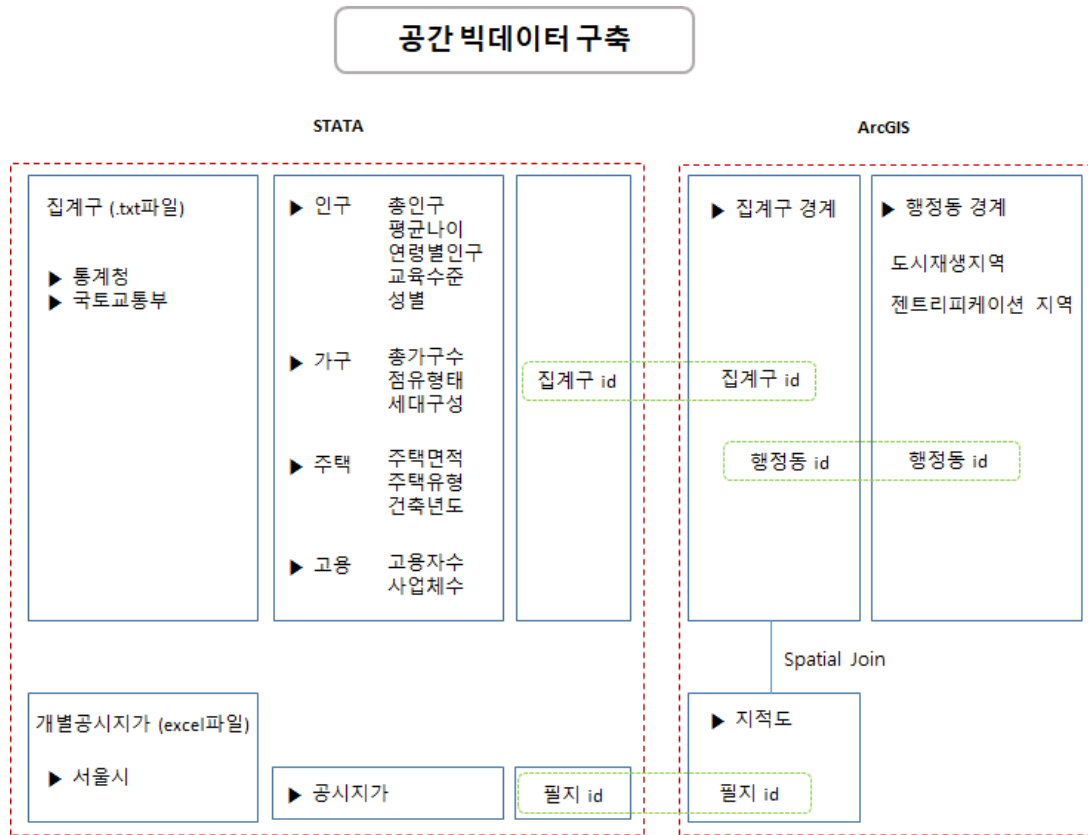 공간 빅데이터 구축
STATA
ArcGIS
집계구 (.txt파일)
▶ 통계청
▶ 국토교통부
▶ 인구 총인구
평균나이
연령별인구
교육수준
성별
▶ 가구 총가구수
점유형태
세대구성
▶ 주택 주택면적
주택유형
건축년도
▶ 고용 고용자수
사업체수
집계구 id
▶ 집계구 경계
집계구 id
행정동 id
▶ 행정동 경계
도시재생지역
젠트리피케이션 지역
행정동 id
Spatial Join
개별공시지가 (excel파일)
▶ 서울시
▶ 공시지가
필지 id
▶ 지적도
필지 id